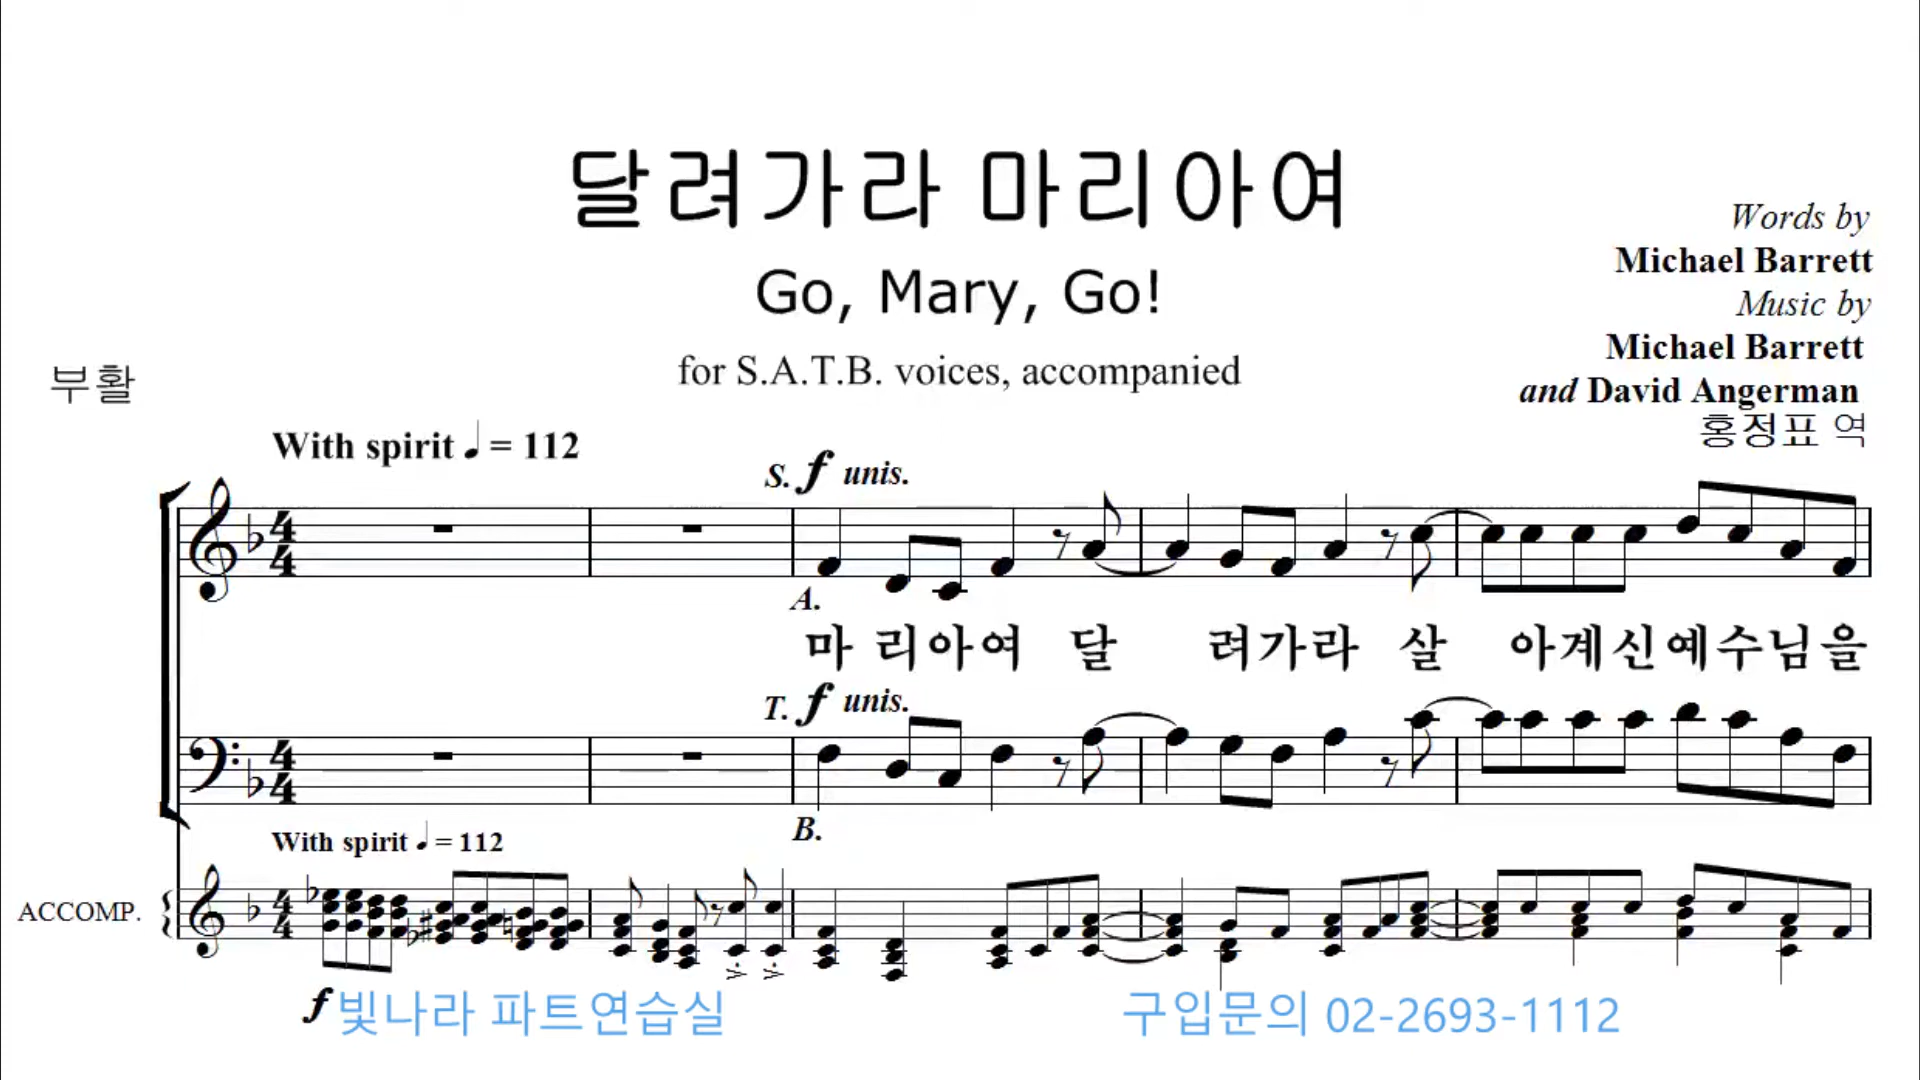 달려가라 마리아여
Go, Mary, Go!
for S.A.T.B. voices, accompanied
Words by
Michael Barrett
Music by
Michael Barrett
and David Angerman
홍정표 역
부활
With spirit ♩ = 112
S. f unis.
A.
마 리아여 달 려가라 살 아계신예수님을
T. f unis.
B.
With spirit ♩ = 112
ACCOMP.
f
빛나라 파트연습실
구입문의 02-2693-1112